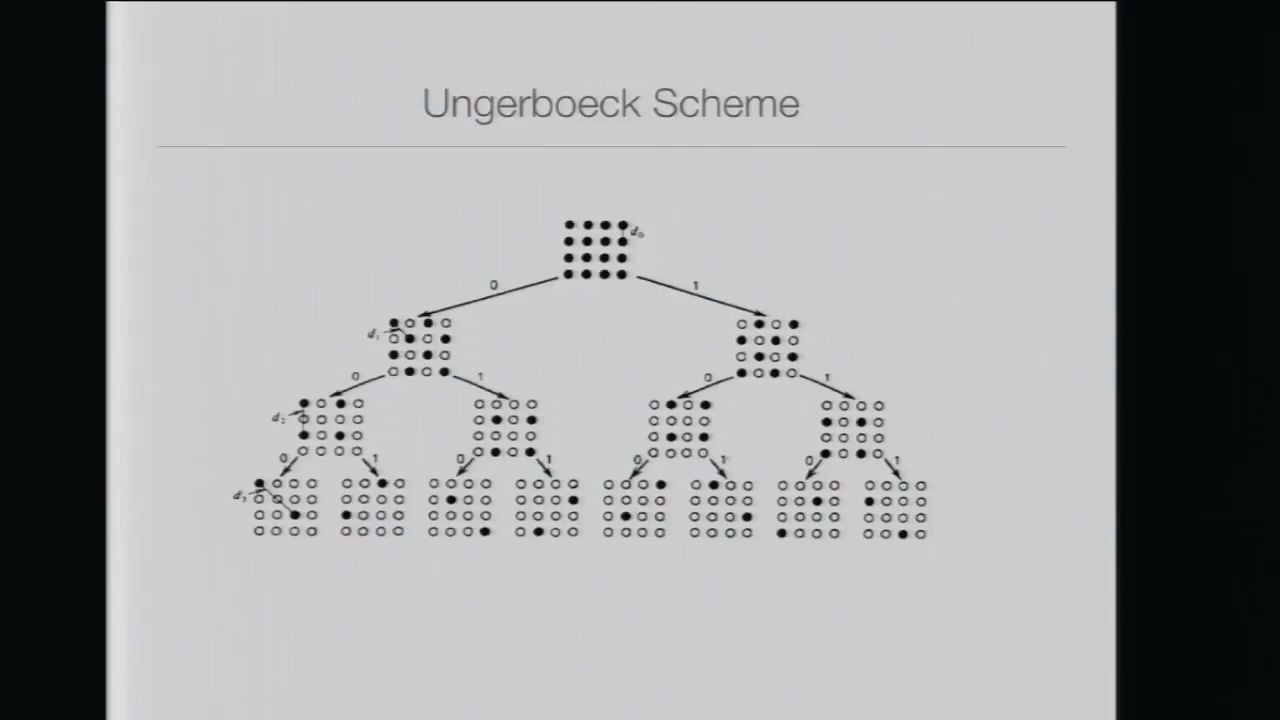 Ungerboeck Scheme
d₀
0 1
d₁
0 1 0 1
d₂
0 1 0 1 0 1 0 1
d₃